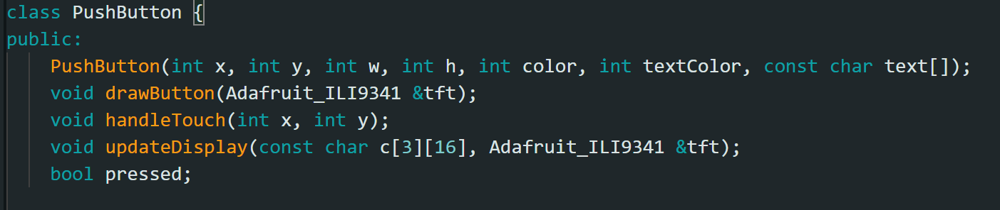 class PushButton {
public:
PushButton(int x, int y, int w, int h, int color, int textColor, const char text[]);
void drawButton(Adafruit_ILI9341 &tft);
void handleTouch(int x, int y);
void updateDisplay(const char c[3][16], Adafruit_ILI9341 &tft);
bool pressed;